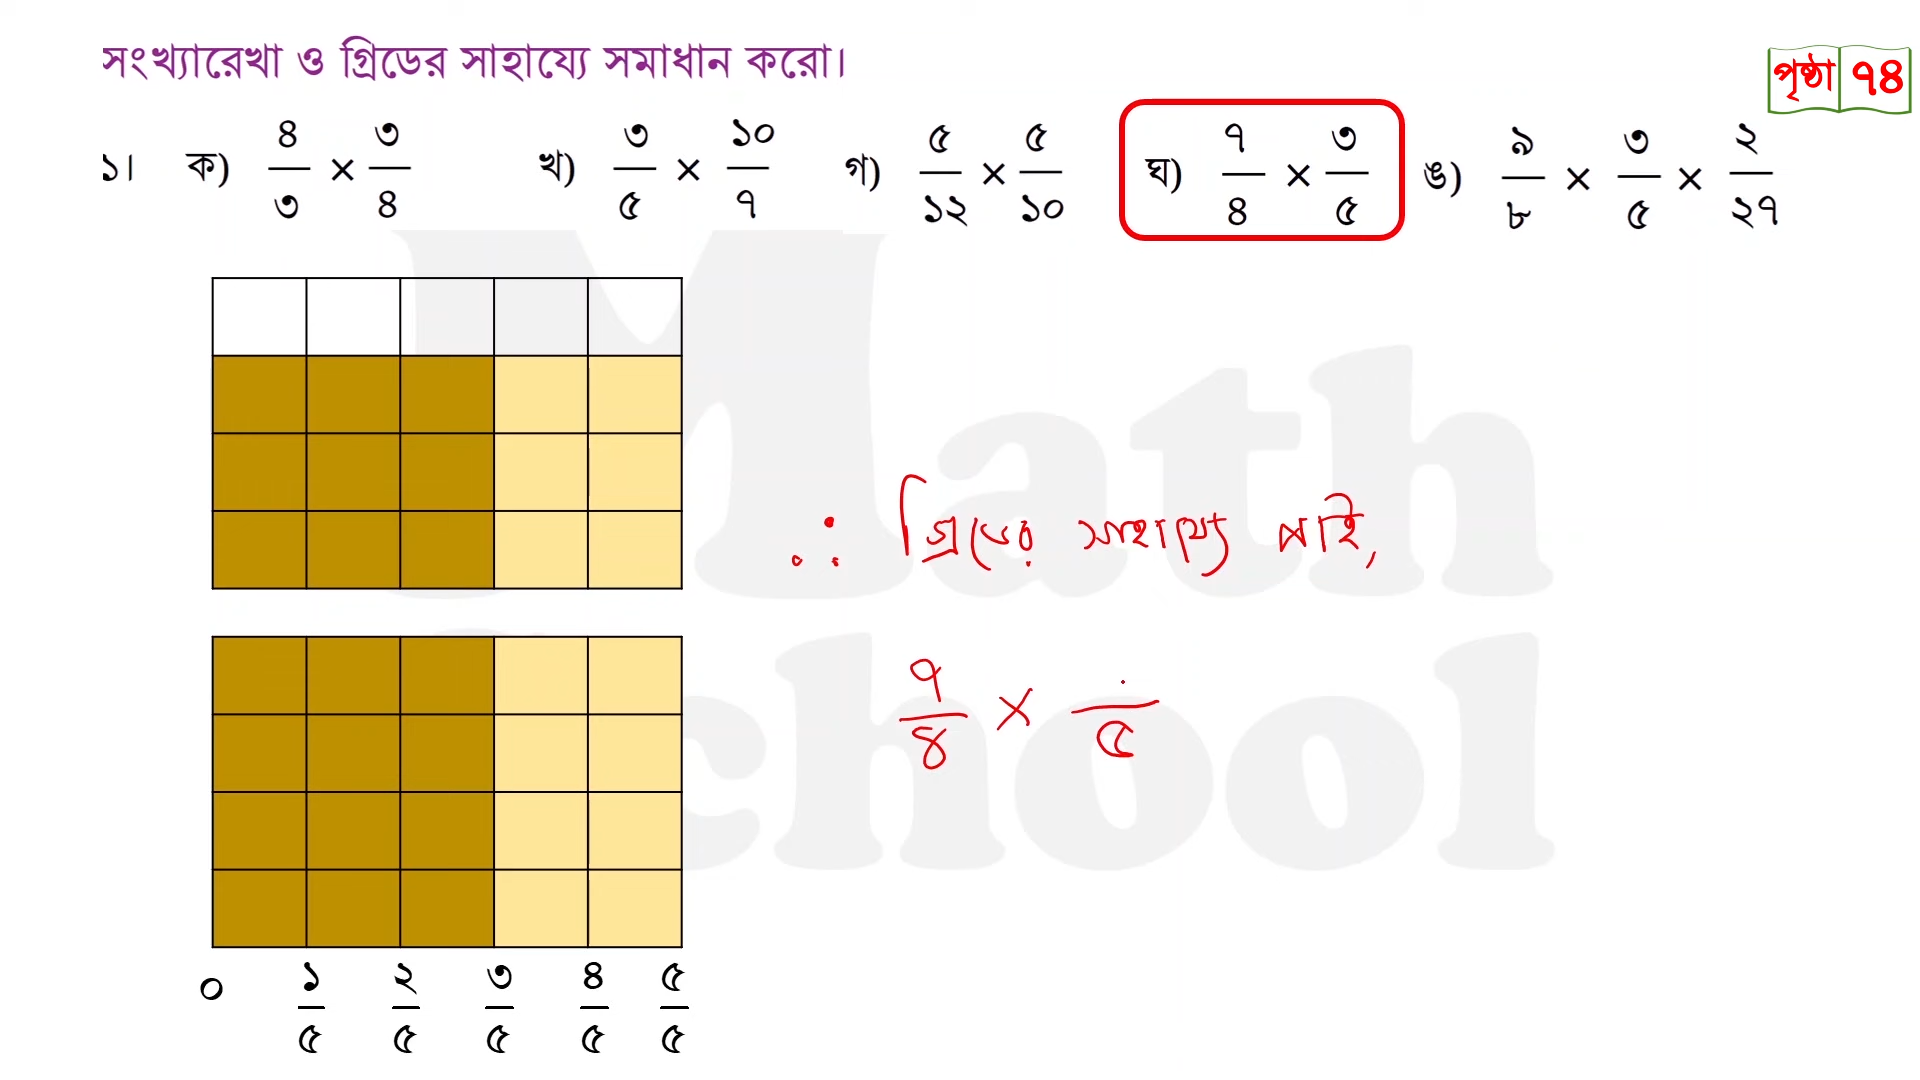 সংখ্যারেখা ও গ্রিডের সাহায্যে সমাধান করো।
পৃষ্ঠা ৭৪
১। ক) ৪/৩ × ৩/৪ খ) ৩/৫ × ১০/৭ গ) ৫/১২ × ৫/১০ ঘ) ৭/৪ × ৩/৫ ঙ) ৯/৮ × ৩/৫ × ২/২৭
∴ গ্রিডের সাহায্যে পাই,
৭/৪ × /৫
০ ১/৫ ২/৫ ৩/৫ ৪/৫ ৫/৫
Math
School